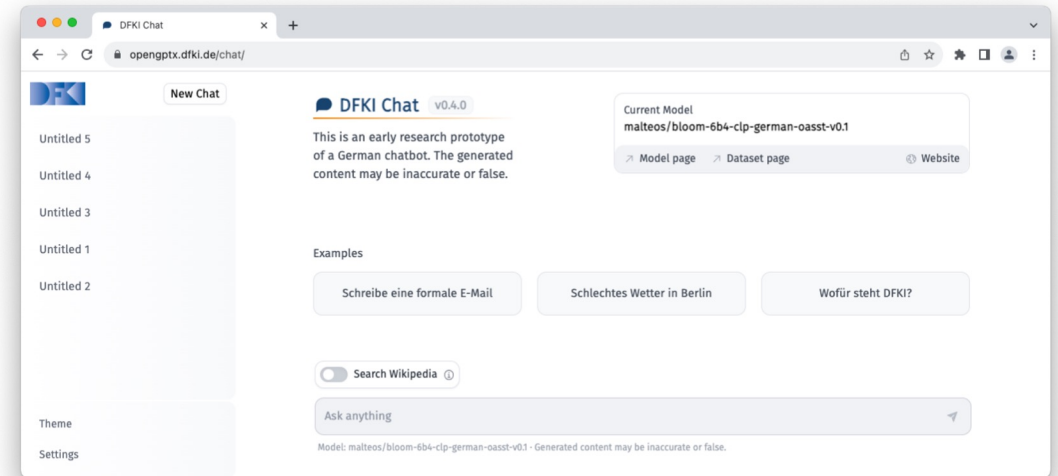 DFKI Chat
opengptx.dfki.de/chat/
DFKI
New Chat
Untitled 5
Untitled 4
Untitled 3
Untitled 1
Untitled 2
Theme
Settings
DFKI Chat v0.4.0
This is an early research prototype
of a German chatbot. The generated
content may be inaccurate or false.
Current Model
malteos/bloom-6b4-clp-german-oasst-v0.1
Model page Dataset page Website
Examples
Schreibe eine formale E-Mail Schlechtes Wetter in Berlin Wofür steht DFKI?
Search Wikipedia
Ask anything
Model: malteos/bloom-6b4-clp-german-oasst-v0.1 · Generated content may be inaccurate or false.